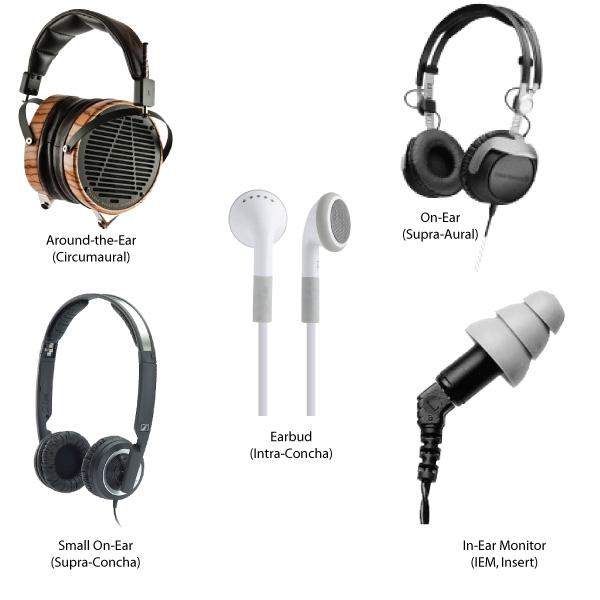 Around-the-Ear
(Circumaural)
On-Ear
(Supra-Aural)
Earbud
(Intra-Concha)
Small On-Ear
(Supra-Concha)
In-Ear Monitor
(IEM, Insert)